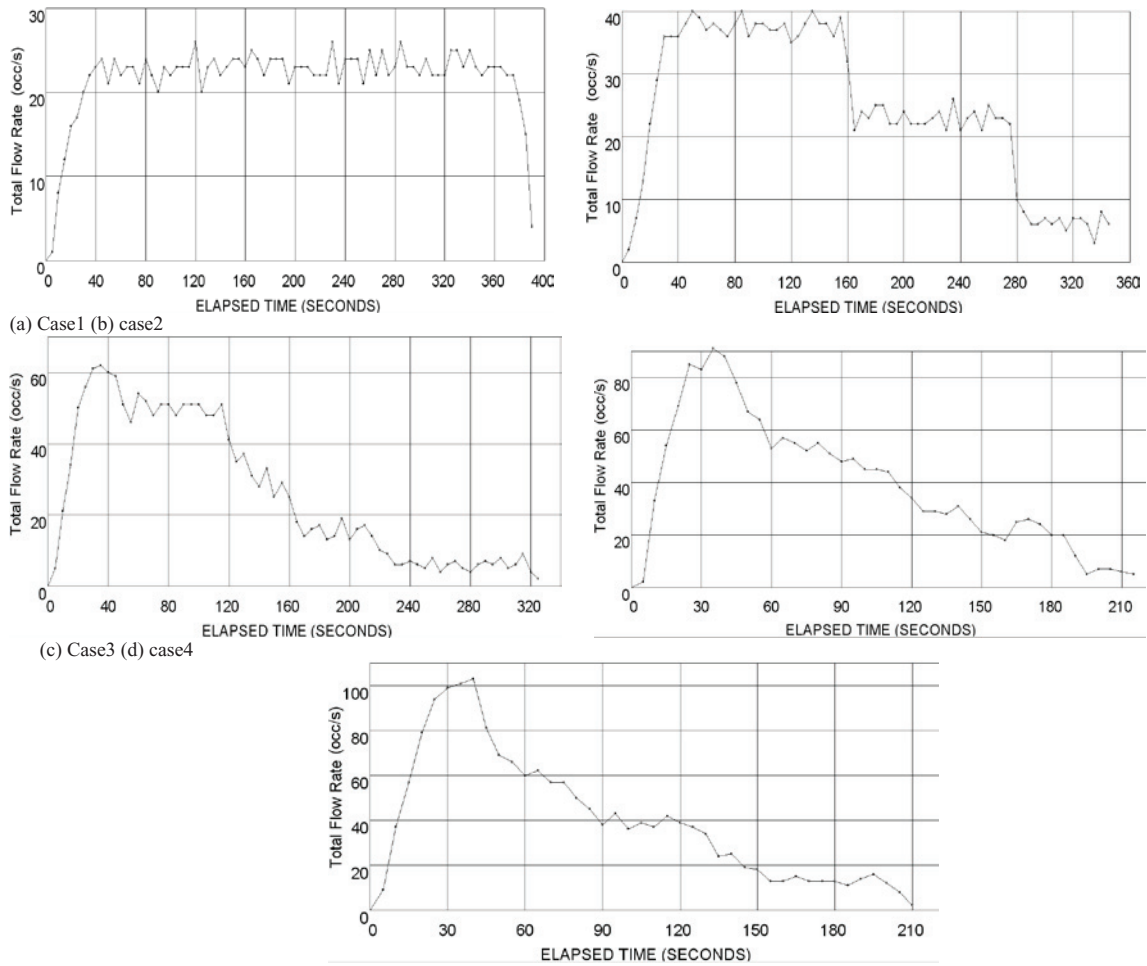 30
20
10
0
Total Flow Rate (occ/s)
0 40 80 120 160 200 240 280 320 360 400
ELAPSED TIME (SECONDS)
40
30
20
10
0
Total Flow Rate (occ/s)
0 40 80 120 160 200 240 280 320 360
ELAPSED TIME (SECONDS)
(a) Case1 (b) case2
60
40
20
0
Total Flow Rate (occ/s)
0 40 80 120 160 200 240 280 320
ELAPSED TIME (SECONDS)
80
60
40
20
0
Total Flow Rate (occ/s)
0 30 60 90 120 150 180 210
ELAPSED TIME (SECONDS)
(c) Case3 (d) case4
100
80
60
40
20
0
Total Flow Rate (occ/s)
0 30 60 90 120 150 180 210
ELAPSED TIME (SECONDS)